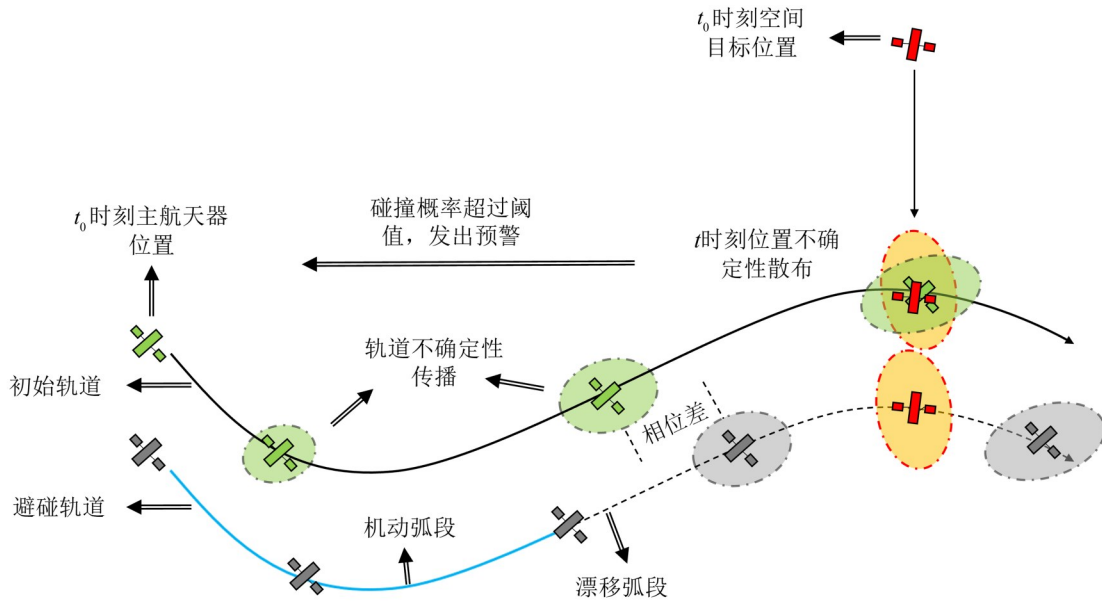 t₀时刻空间
目标位置
t₀时刻主航天器
位置
碰撞概率超过阈
值，发出预警
t时刻位置不确
定性散布
初始轨道
轨道不确定性
传播
相位差
避碰轨道
机动弧段
漂移弧段